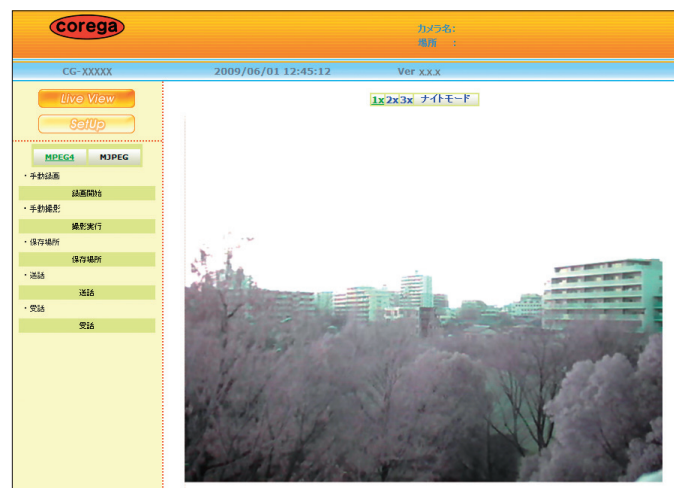 corega
カメラ名:
場所 :
CG-XXXXX 2009/06/01 12:45:12 Ver x.x.x
Live View
SetUp
1x 2x 3x ナイトモード
MPEG4 MJPEG
・手動録画
録画開始
・手動撮影
撮影実行
・保存場所
保存場所
・送話
送話
・受話
受話